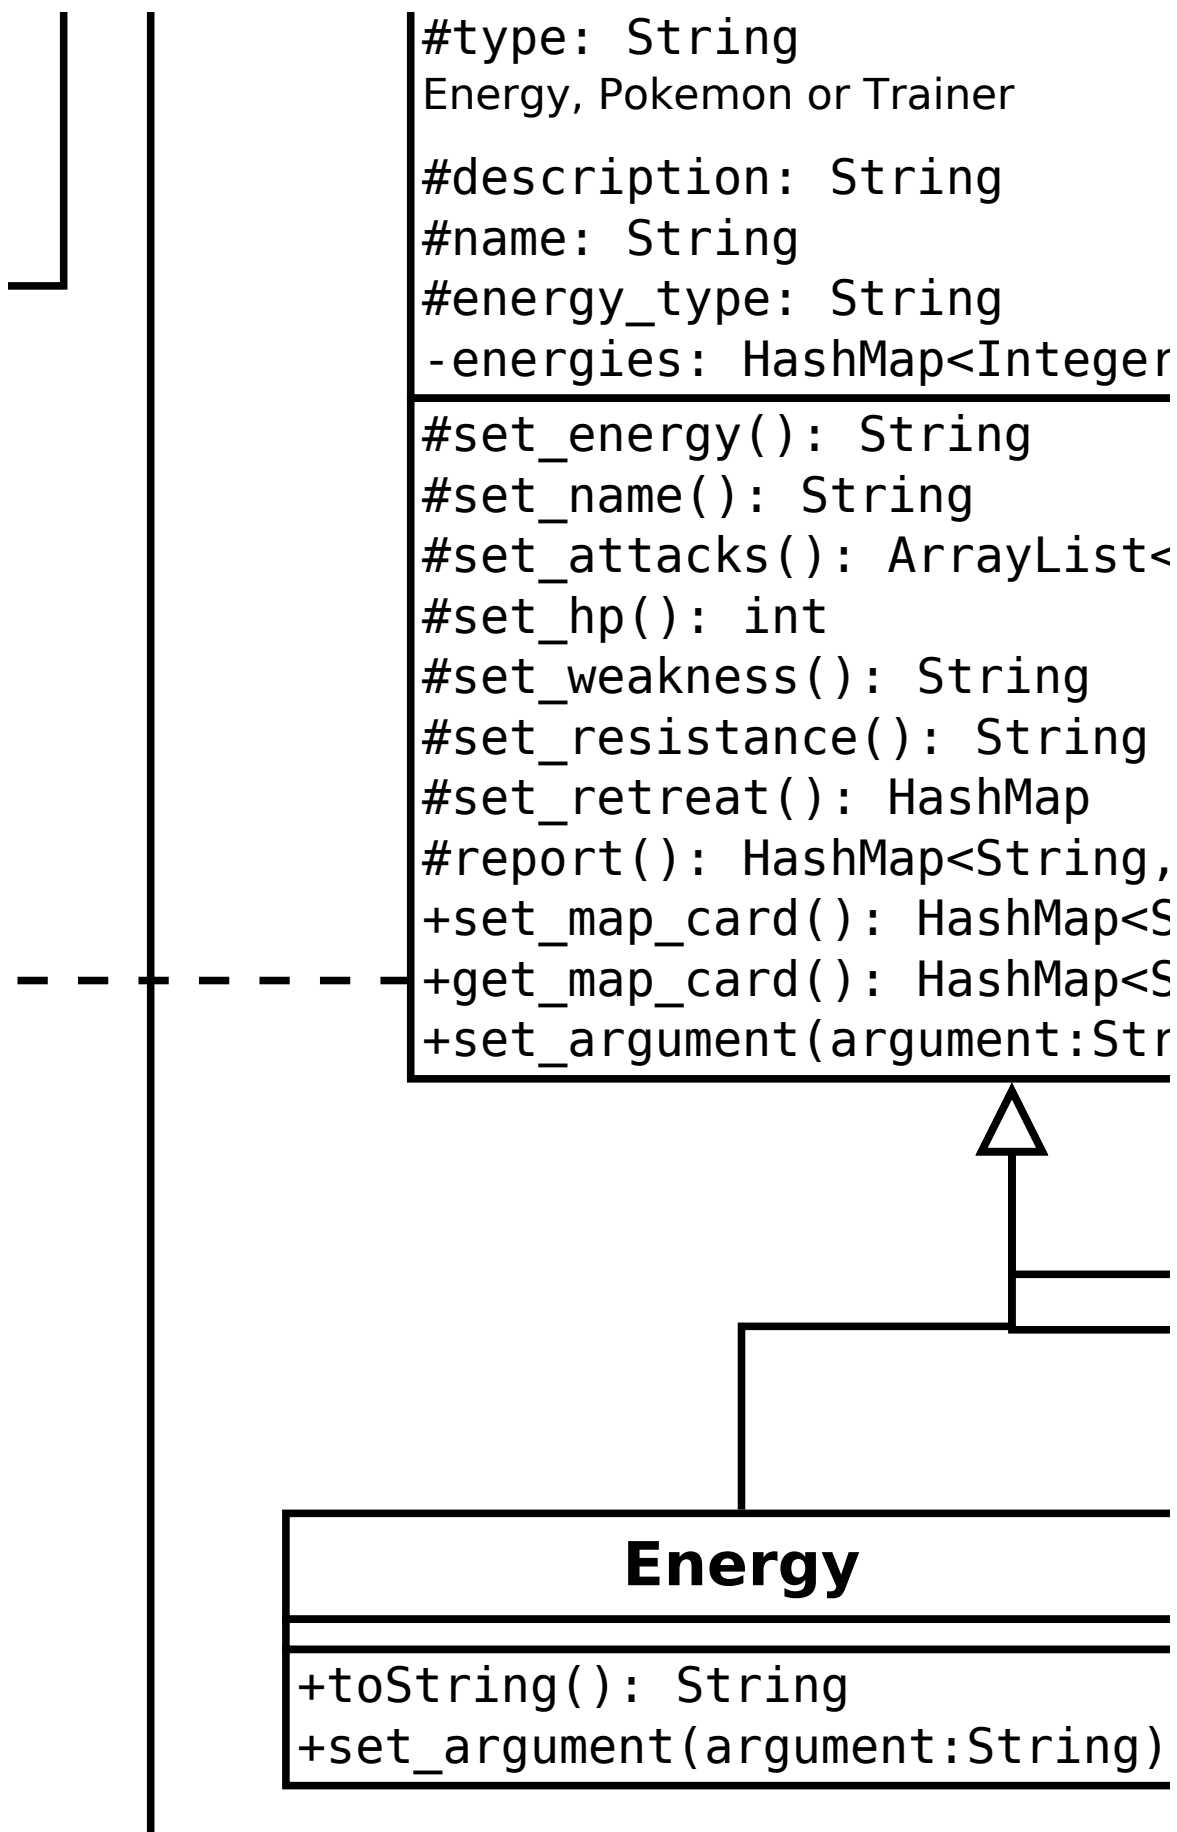 #type: String
Energy, Pokemon or Trainer
#description: String
#name: String
#energy_type: String
-energies: HashMap<Integer
#set_energy(): String
#set_name(): String
#set_attacks(): ArrayList<
#set_hp(): int
#set_weakness(): String
#set_resistance(): String
#set_retreat(): HashMap
#report(): HashMap<String,
+set_map_card(): HashMap<S
+get_map_card(): HashMap<S
+set_argument(argument:Str
Energy
+toString(): String
+set_argument(argument:String)